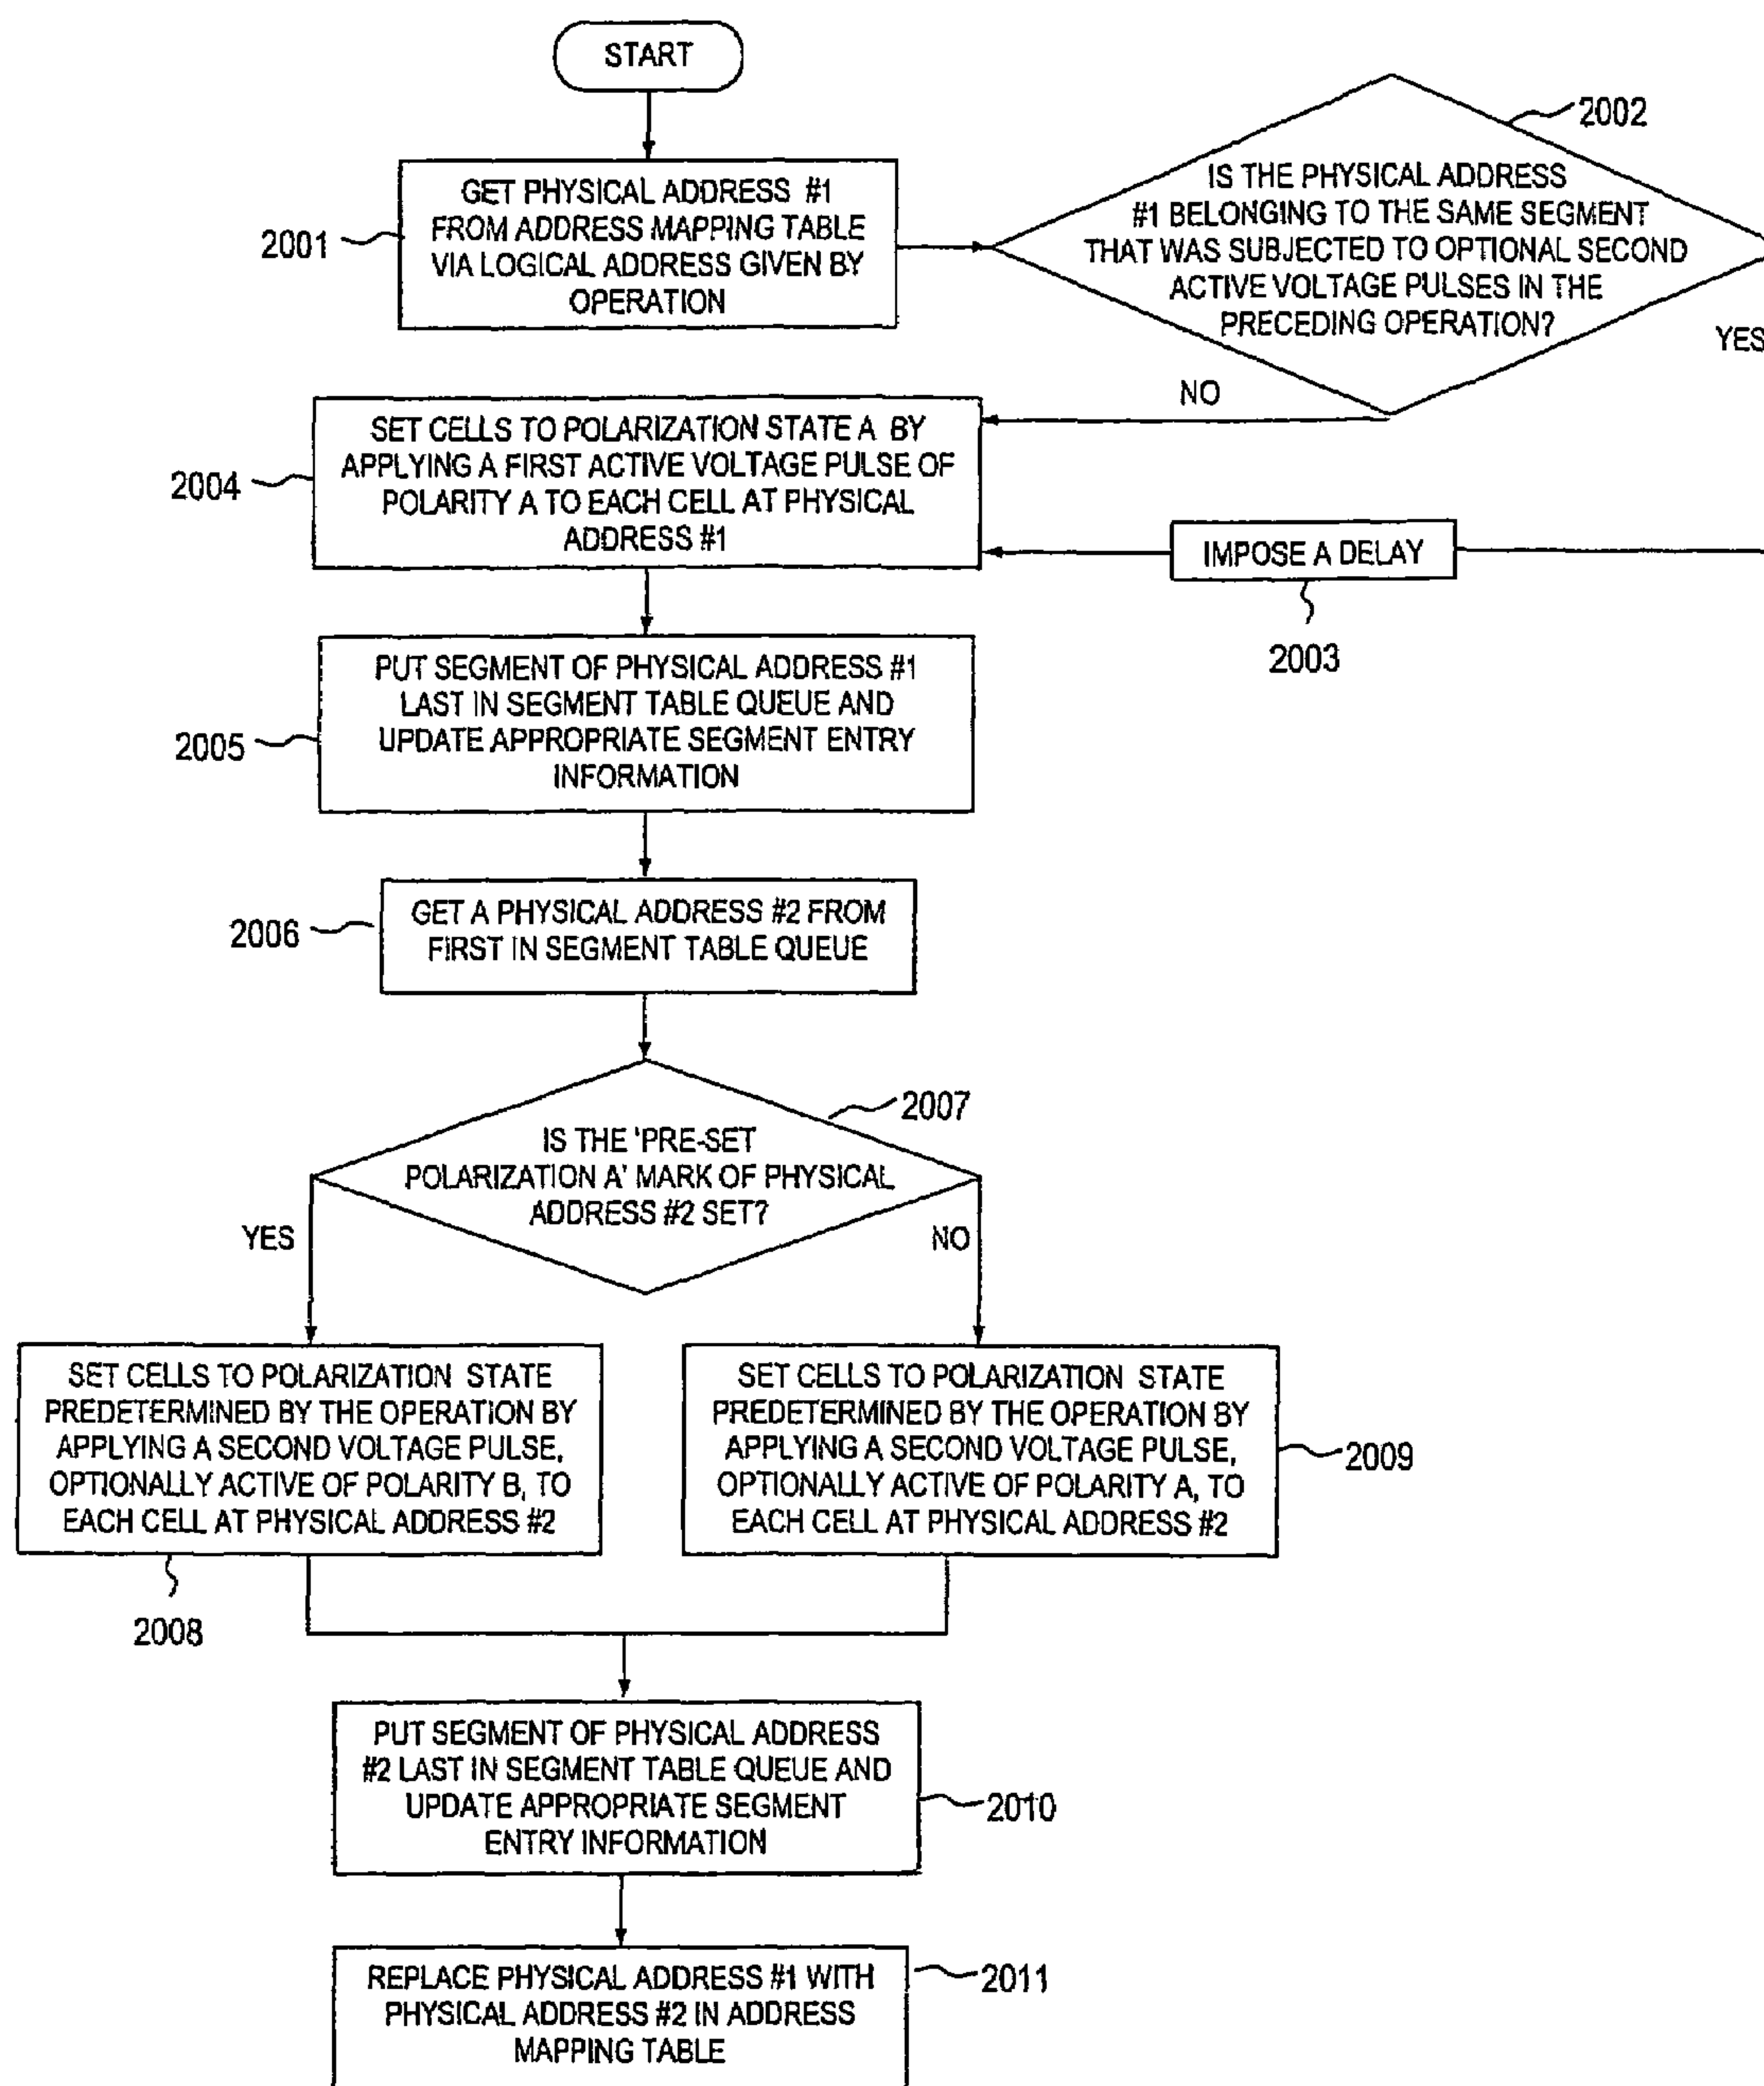 START
2001
GET PHYSICAL ADDRESS #1
FROM ADDRESS MAPPING TABLE
VIA LOGICAL ADDRESS GIVEN BY
OPERATION
2002
IS THE PHYSICAL ADDRESS
#1 BELONGING TO THE SAME SEGMENT
THAT WAS SUBJECTED TO OPTIONAL SECOND
ACTIVE VOLTAGE PULSES IN THE
PRECEDING OPERATION?
YES
NO
2004
SET CELLS TO POLARIZATION STATE A BY
APPLYING A FIRST ACTIVE VOLTAGE PULSE OF
POLARITY A TO EACH CELL AT PHYSICAL
ADDRESS #1
IMPOSE A DELAY
2003
2005
PUT SEGMENT OF PHYSICAL ADDRESS #1
LAST IN SEGMENT TABLE QUEUE AND
UPDATE APPROPRIATE SEGMENT ENTRY
INFORMATION
2006
GET A PHYSICAL ADDRESS #2 FROM
FIRST IN SEGMENT TABLE QUEUE
2007
IS THE 'PRE-SET
POLARIZATION A' MARK OF PHYSICAL
ADDRESS #2 SET?
YES
NO
SET CELLS TO POLARIZATION STATE
PREDETERMINED BY THE OPERATION BY
APPLYING A SECOND VOLTAGE PULSE,
OPTIONALLY ACTIVE OF POLARITY B, TO
EACH CELL AT PHYSICAL ADDRESS #2
2008
SET CELLS TO POLARIZATION STATE
PREDETERMINED BY THE OPERATION BY
APPLYING A SECOND VOLTAGE PULSE,
OPTIONALLY ACTIVE OF POLARITY A, TO
EACH CELL AT PHYSICAL ADDRESS #2
2009
PUT SEGMENT OF PHYSICAL ADDRESS
#2 LAST IN SEGMENT TABLE QUEUE AND
UPDATE APPROPRIATE SEGMENT
ENTRY INFORMATION
2010
REPLACE PHYSICAL ADDRESS #1 WITH
PHYSICAL ADDRESS #2 IN ADDRESS
MAPPING TABLE
2011